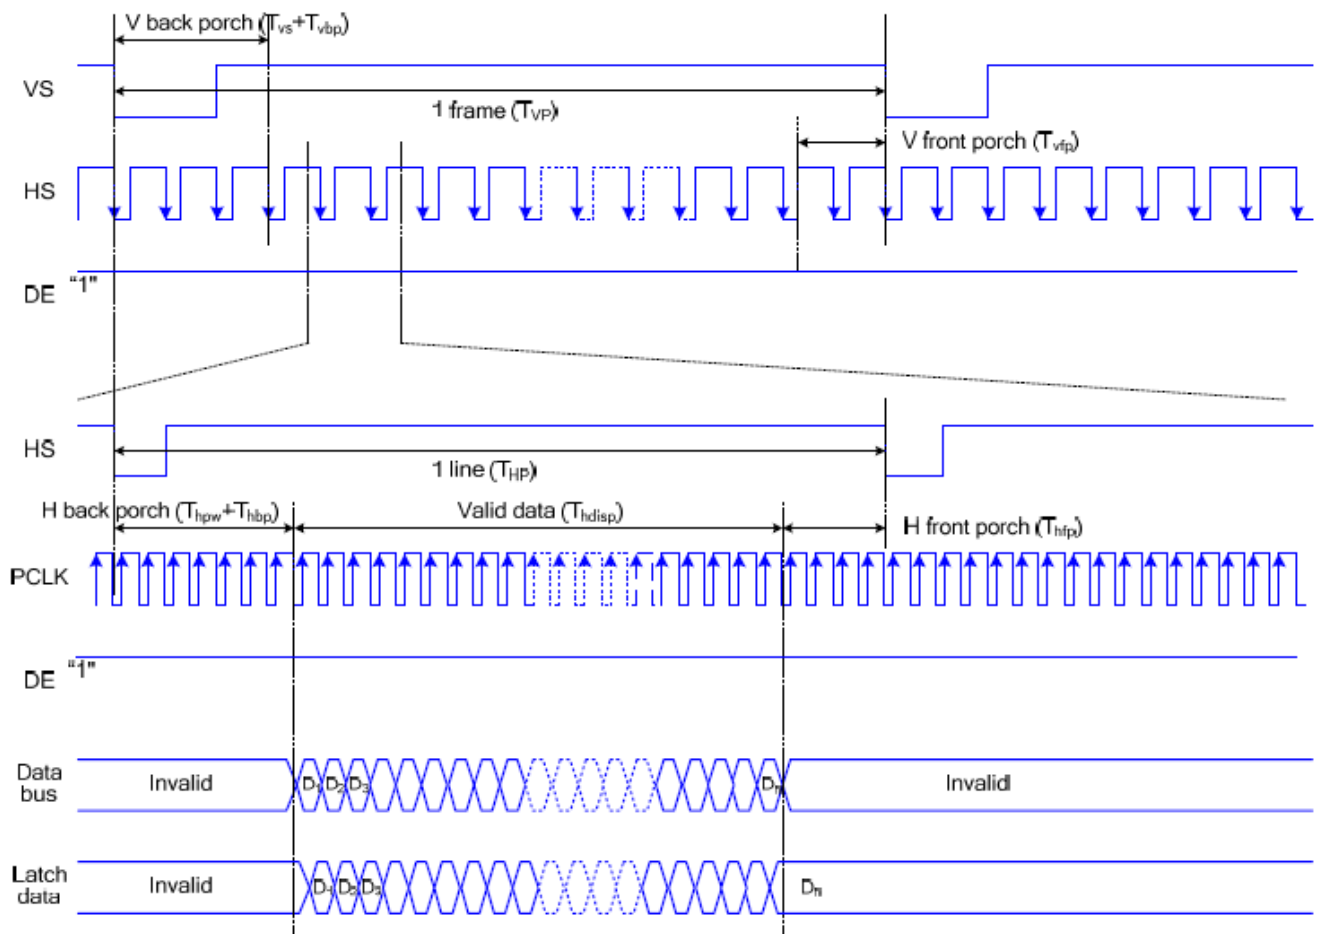 V back porch (Tvs+Tvbp)
VS
1 frame (TVP)
V front porch (Tvfp)
HS
DE "1"
HS
1 line (THP)
H back porch (Thpw+Thbp)
Valid data (Thdisp)
H front porch (Thfp)
PCLK
DE "1"
Data
bus
Invalid
D1 D2 D3
Dn
Invalid
Latch
data
Invalid
D1 D2 D3
Dn